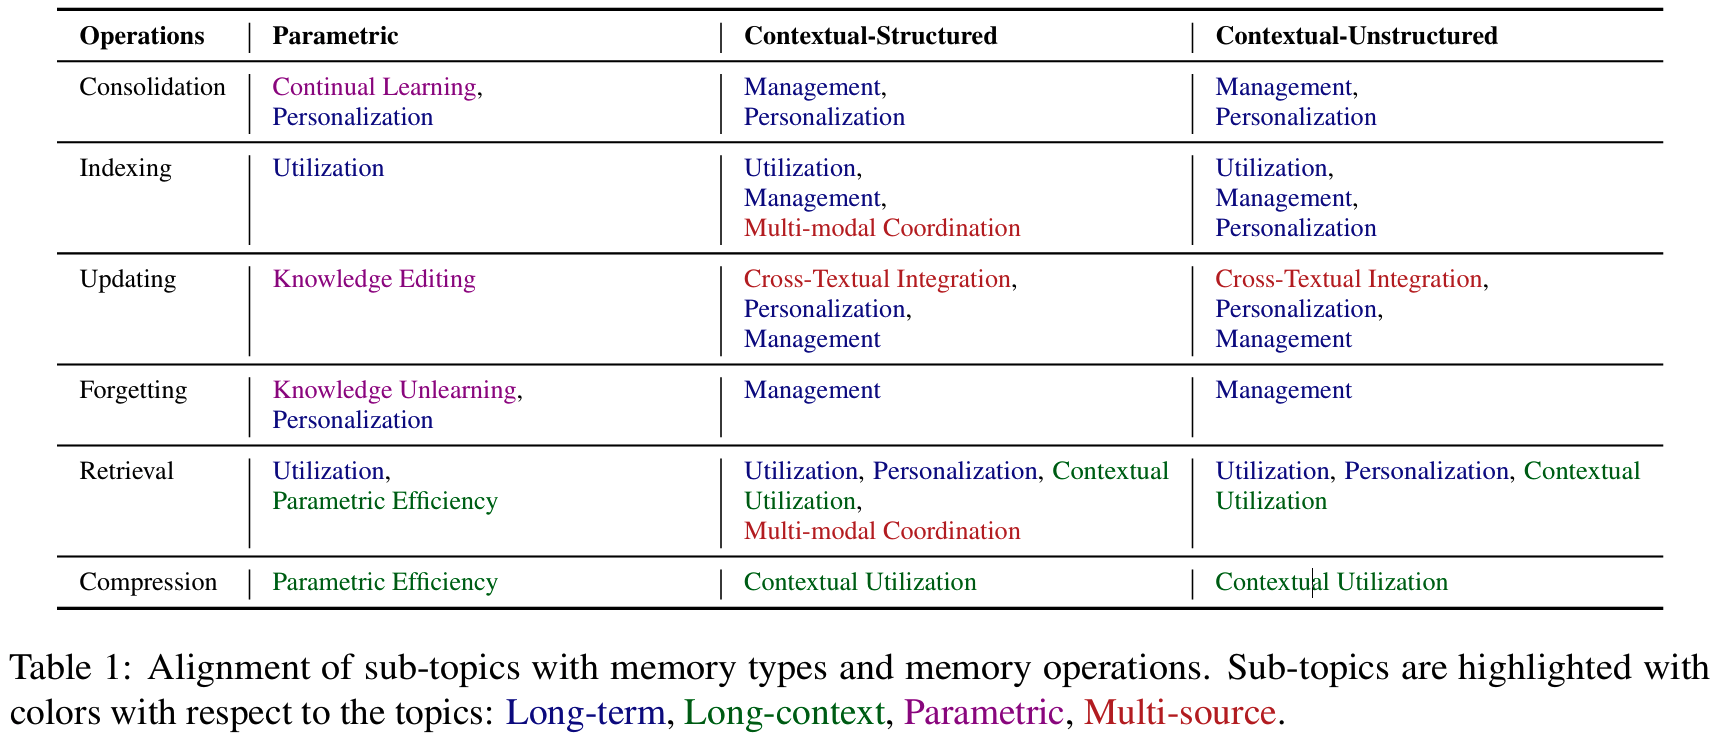 Operations Parametric Contextual-Structured Contextual-Unstructured
Consolidation Continual Learning, Management, Management,
Personalization Personalization Personalization
Indexing Utilization Utilization, Utilization,
Management, Management,
Multi-modal Coordination Personalization
Updating Knowledge Editing Cross-Textual Integration, Cross-Textual Integration,
Personalization, Personalization,
Management Management
Forgetting Knowledge Unlearning, Management Management
Personalization
Retrieval Utilization, Utilization, Personalization, Contextual Utilization, Personalization, Contextual
Parametric Efficiency Utilization, Utilization
Multi-modal Coordination
Compression Parametric Efficiency Contextual Utilization Contextual Utilization
Table 1: Alignment of sub-topics with memory types and memory operations. Sub-topics are highlighted with
colors with respect to the topics: Long-term, Long-context, Parametric, Multi-source.